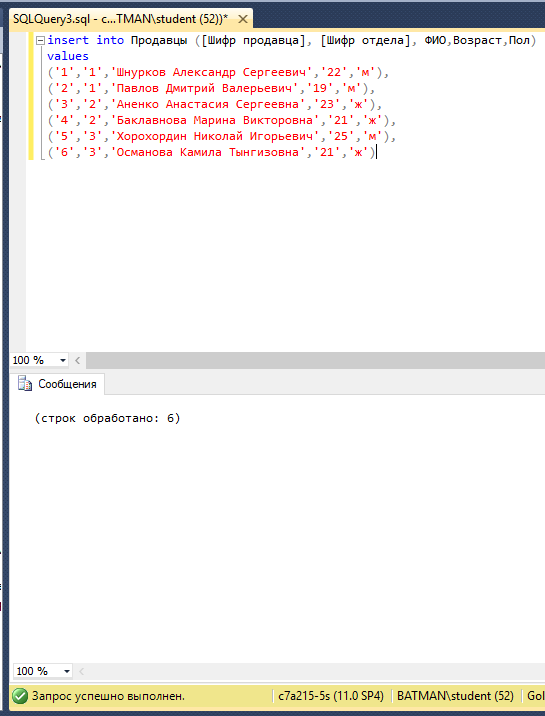 SQLQuery3.sql - c...TMAN\student (52))*
insert into Продавцы ([Шифр продавца], [Шифр отдела], ФИО,Возраст,Пол)
values
('1','1','Шнурков Александр Сергеевич','22','м'),
('2','1','Павлов Дмитрий Валерьевич','19','м'),
('3','2','Аненко Анастасия Сергеевна','23','ж'),
('4','2','Баклавнова Марина Викторовна','21','ж'),
('5','3','Хорохордин Николай Игорьевич','25','м'),
('6','3','Османова Камила Тынгизовна','21','ж')
100 %
Сообщения
(строк обработано: 6)
100 %
Запрос успешно выполнен.
c7a215-5s (11.0 SP4)
BATMAN\student (52)
Gol